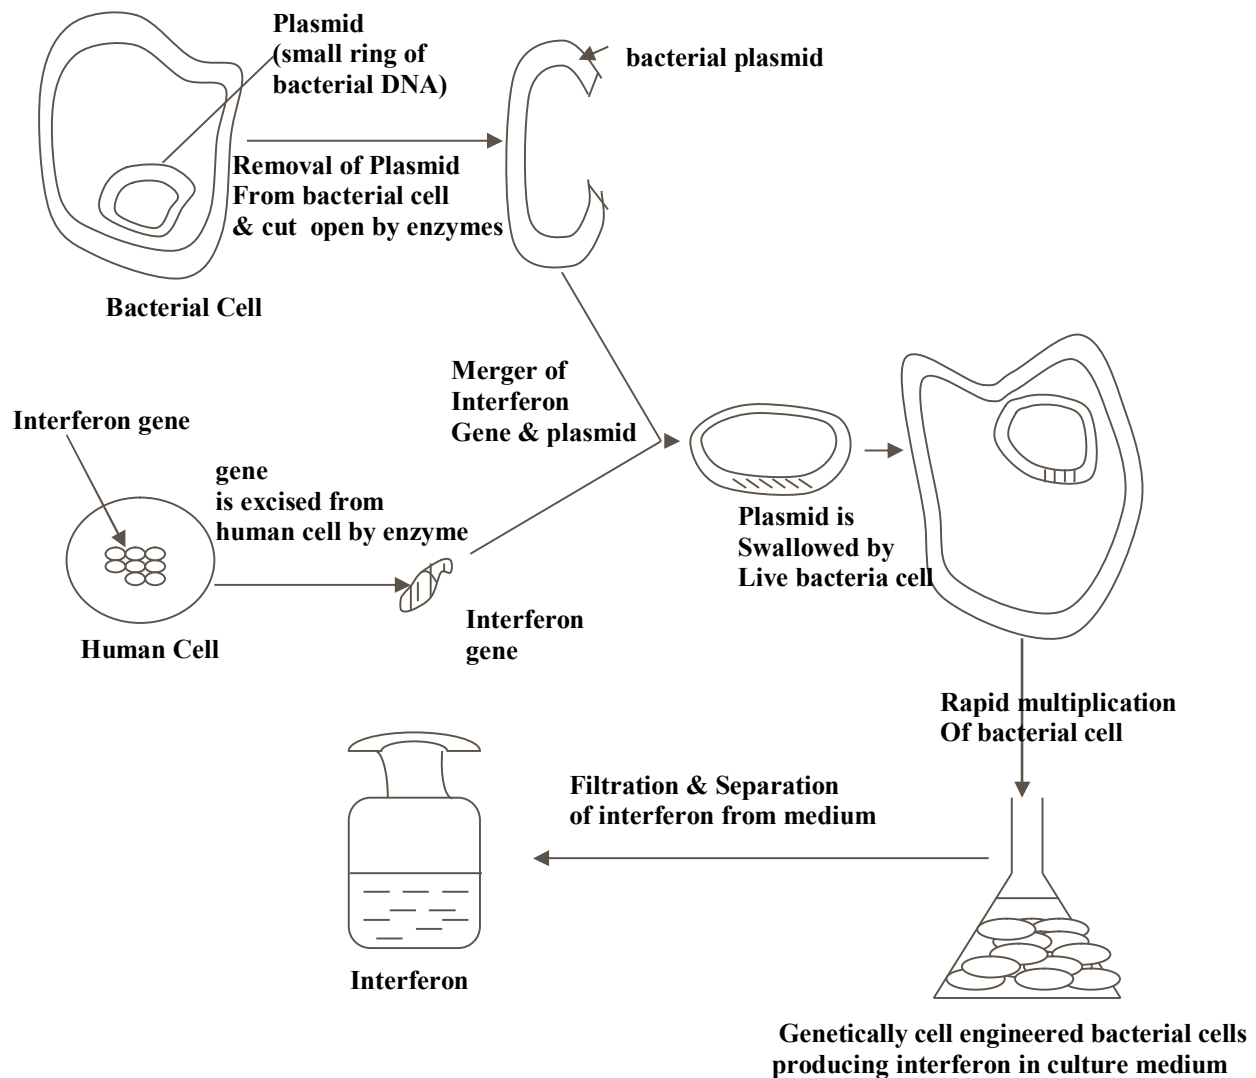 Plasmid
(small ring of
bacterial DNA)
bacterial plasmid
Removal of Plasmid
From bacterial cell
& cut open by enzymes
Bacterial Cell
Merger of
Interferon
Gene & plasmid
Interferon gene
gene
is excised from
human cell by enzyme
Plasmid is
Swallowed by
Live bacteria cell
Interferon
gene
Human Cell
Rapid multiplication
Of bacterial cell
Filtration & Separation
of interferon from medium
Interferon
Genetically cell engineered bacterial cells
producing interferon in culture medium